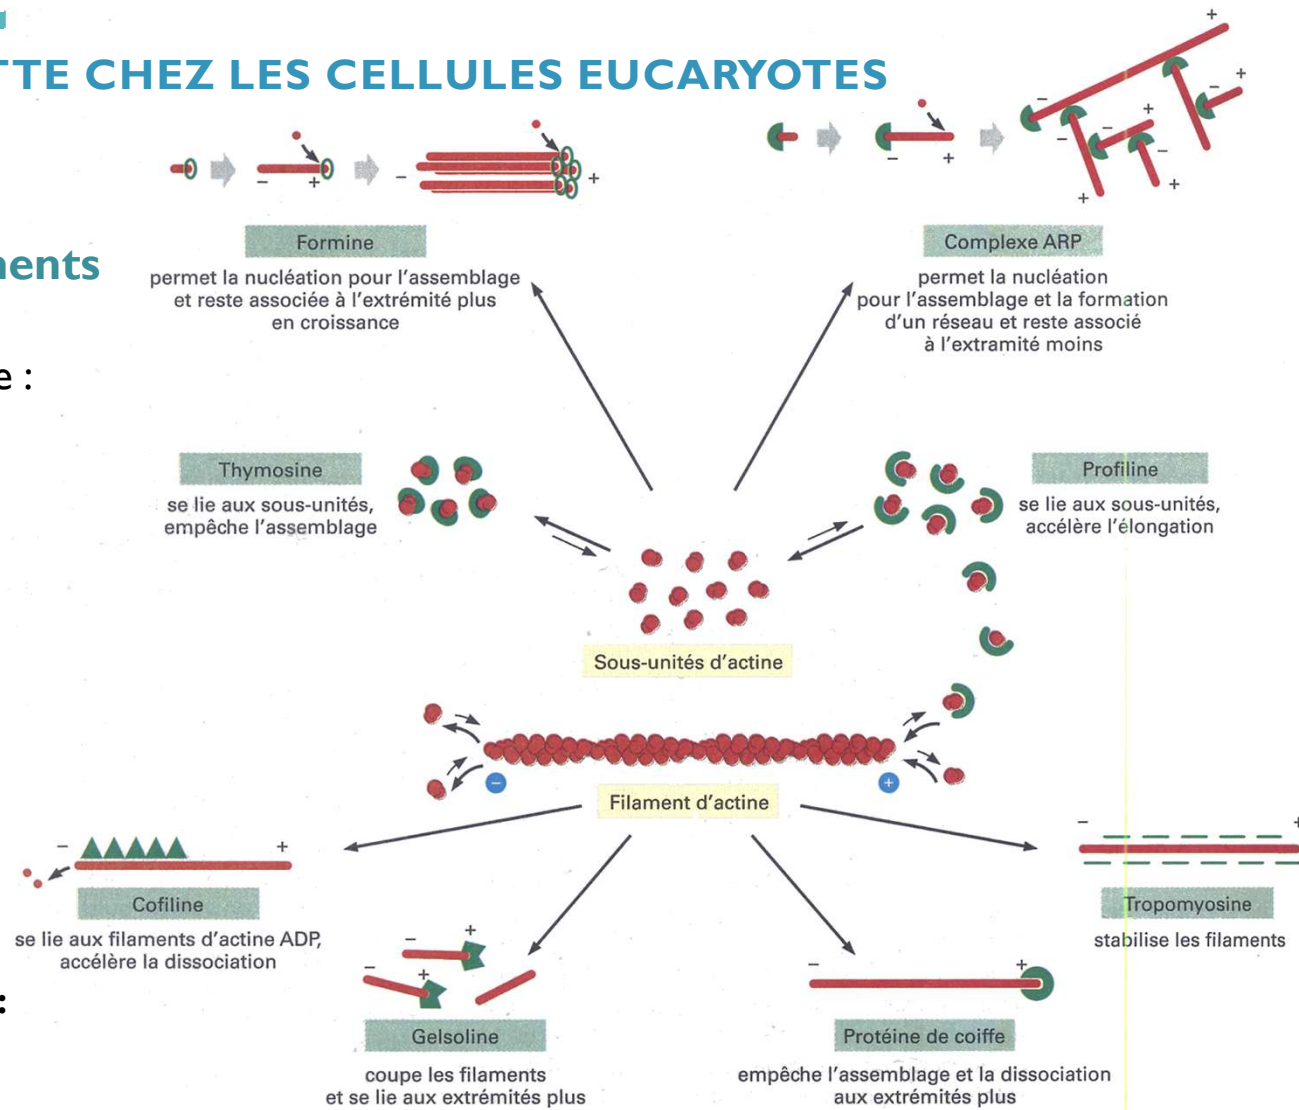 TTE CHEZ LES CELLULES EUCARYOTES
ments
e :
:
Formine
permet la nucléation pour l'assemblage
et reste associée à l'extrémité plus
en croissance
Complexe ARP
permet la nucléation
pour l'assemblage et la formation
d'un réseau et reste associé
à l'extramité moins
Thymosine
se lie aux sous-unités,
empêche l'assemblage
Profiline
se lie aux sous-unités,
accélère l'élongation
Sous-unités d'actine
Filament d'actine
Cofiline
se lie aux filaments d'actine ADP,
accélère la dissociation
Tropomyosine
stabilise les filaments
Gelsoline
coupe les filaments
et se lie aux extrémités plus
Protéine de coiffe
empêche l'assemblage et la dissociation
aux extrémités plus